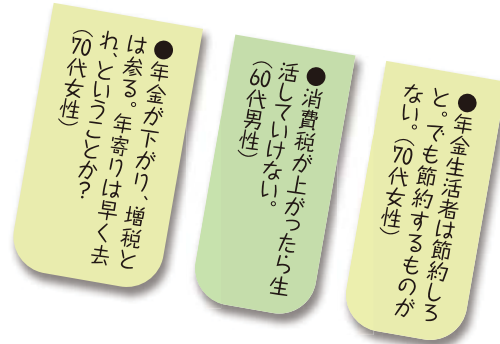 ●年金生活者は節約しろ
と。でも節約するものが
ない。（70代女性）
●消費税が上がったら生
活していけない。
（60代男性）
●年金が下がり、増税と
は参る。年寄りは早く去
れ、ということか？
（70代女性）